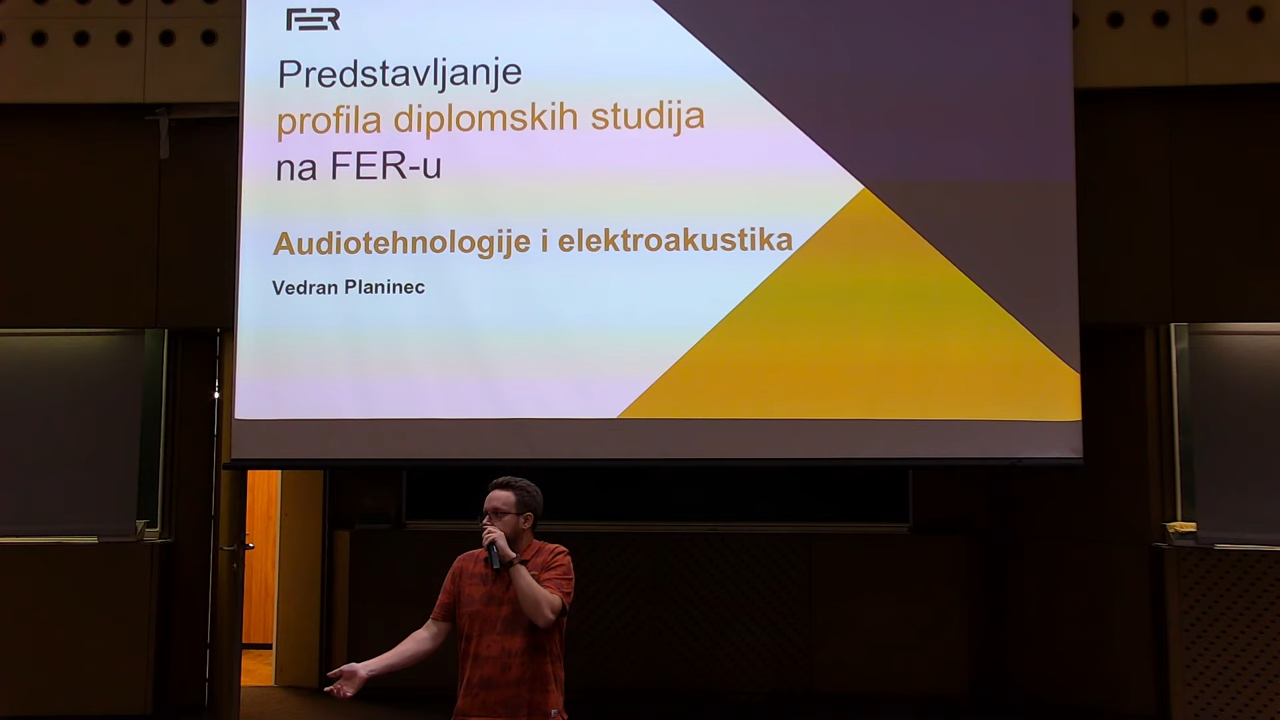 FER
Predstavljanje
profila diplomskih studija
na FER-u
Audiotehnologije i elektroakustika
Vedran Planinec